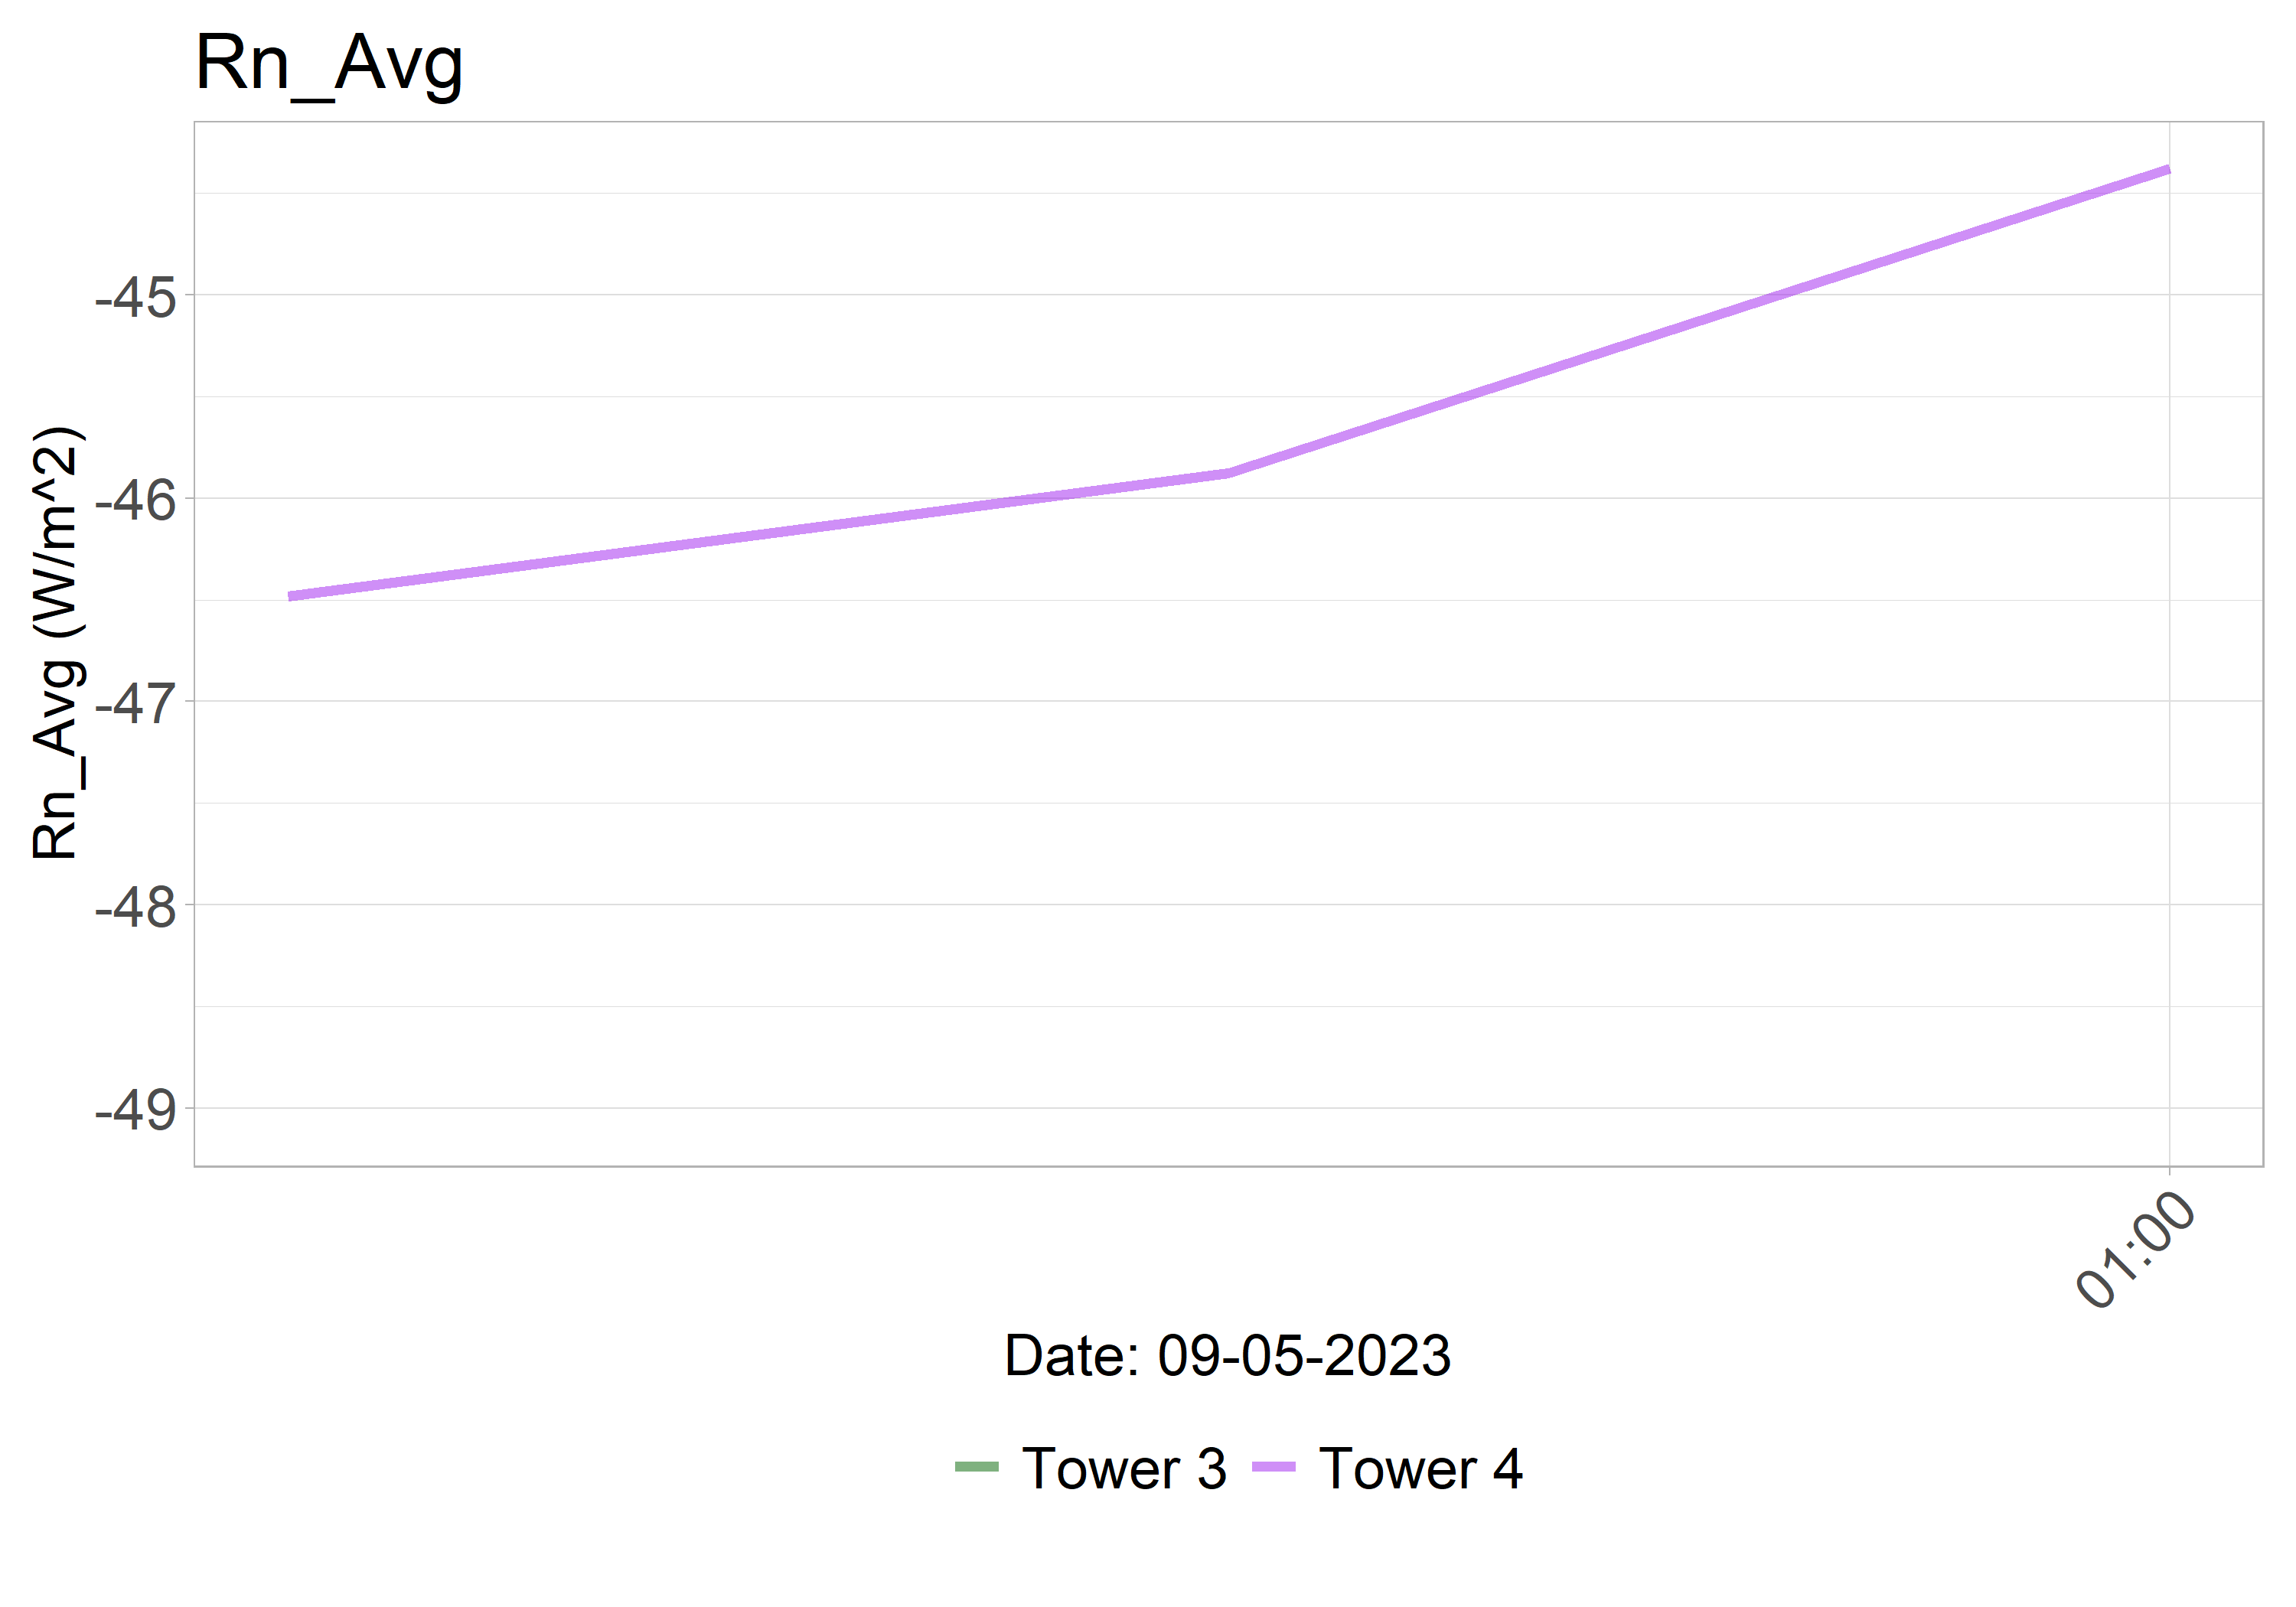 Rn_Avg
Rn_Avg (W/m^2)
-45
-46
-47
-48
-49
01:00
Date: 09-05-2023
Tower 3 Tower 4